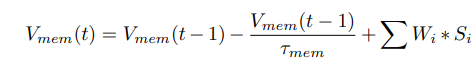 V_{mem}(t) = V_{mem}(t-1) - \frac{V_{mem}(t-1)}{\tau_{mem}} + \sum W_i * S_i